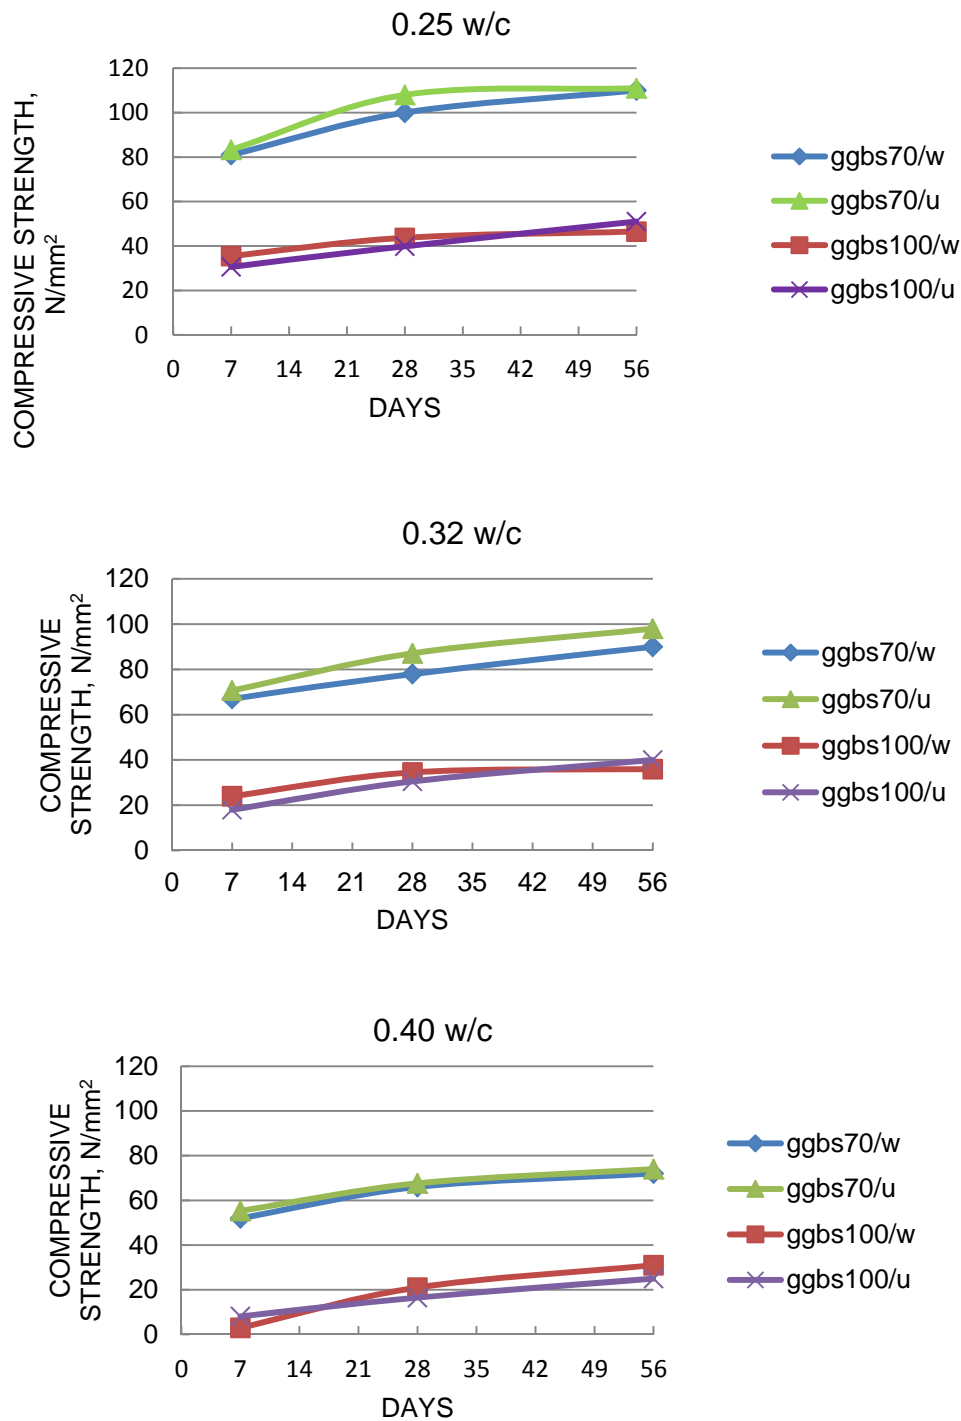 0.25 w/c
COMPRESSIVE STRENGTH,
N/mm²
120
100
80
60
40
20
0
0 7 14 21 28 35 42 49 56
DAYS
ggbs70/w
ggbs70/u
ggbs100/w
ggbs100/u
0.32 w/c
COMPRESSIVE
STRENGTH, N/mm²
120
100
80
60
40
20
0
0 7 14 21 28 35 42 49 56
DAYS
ggbs70/w
ggbs70/u
ggbs100/w
ggbs100/u
0.40 w/c
COMPRESSIVE
STRENGTH, N/mm²
120
100
80
60
40
20
0
0 7 14 21 28 35 42 49 56
DAYS
ggbs70/w
ggbs70/u
ggbs100/w
ggbs100/u